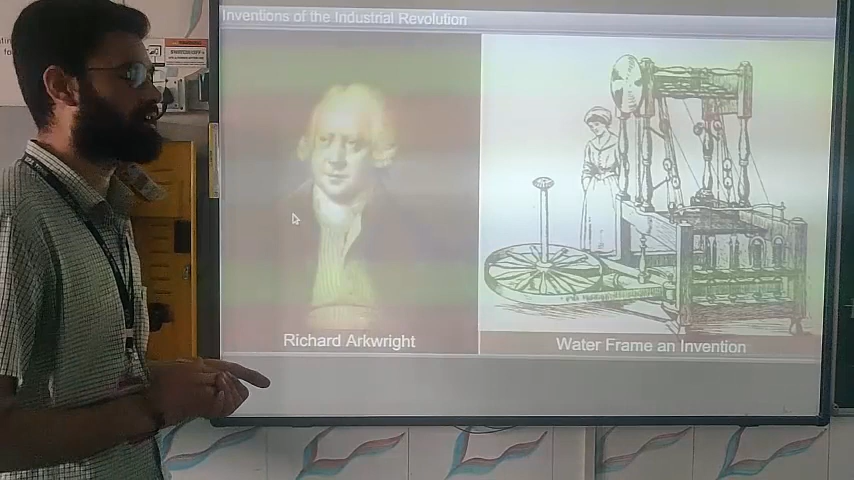 Inventions of the Industrial Revolution
Richard Arkwright
Water Frame an Invention